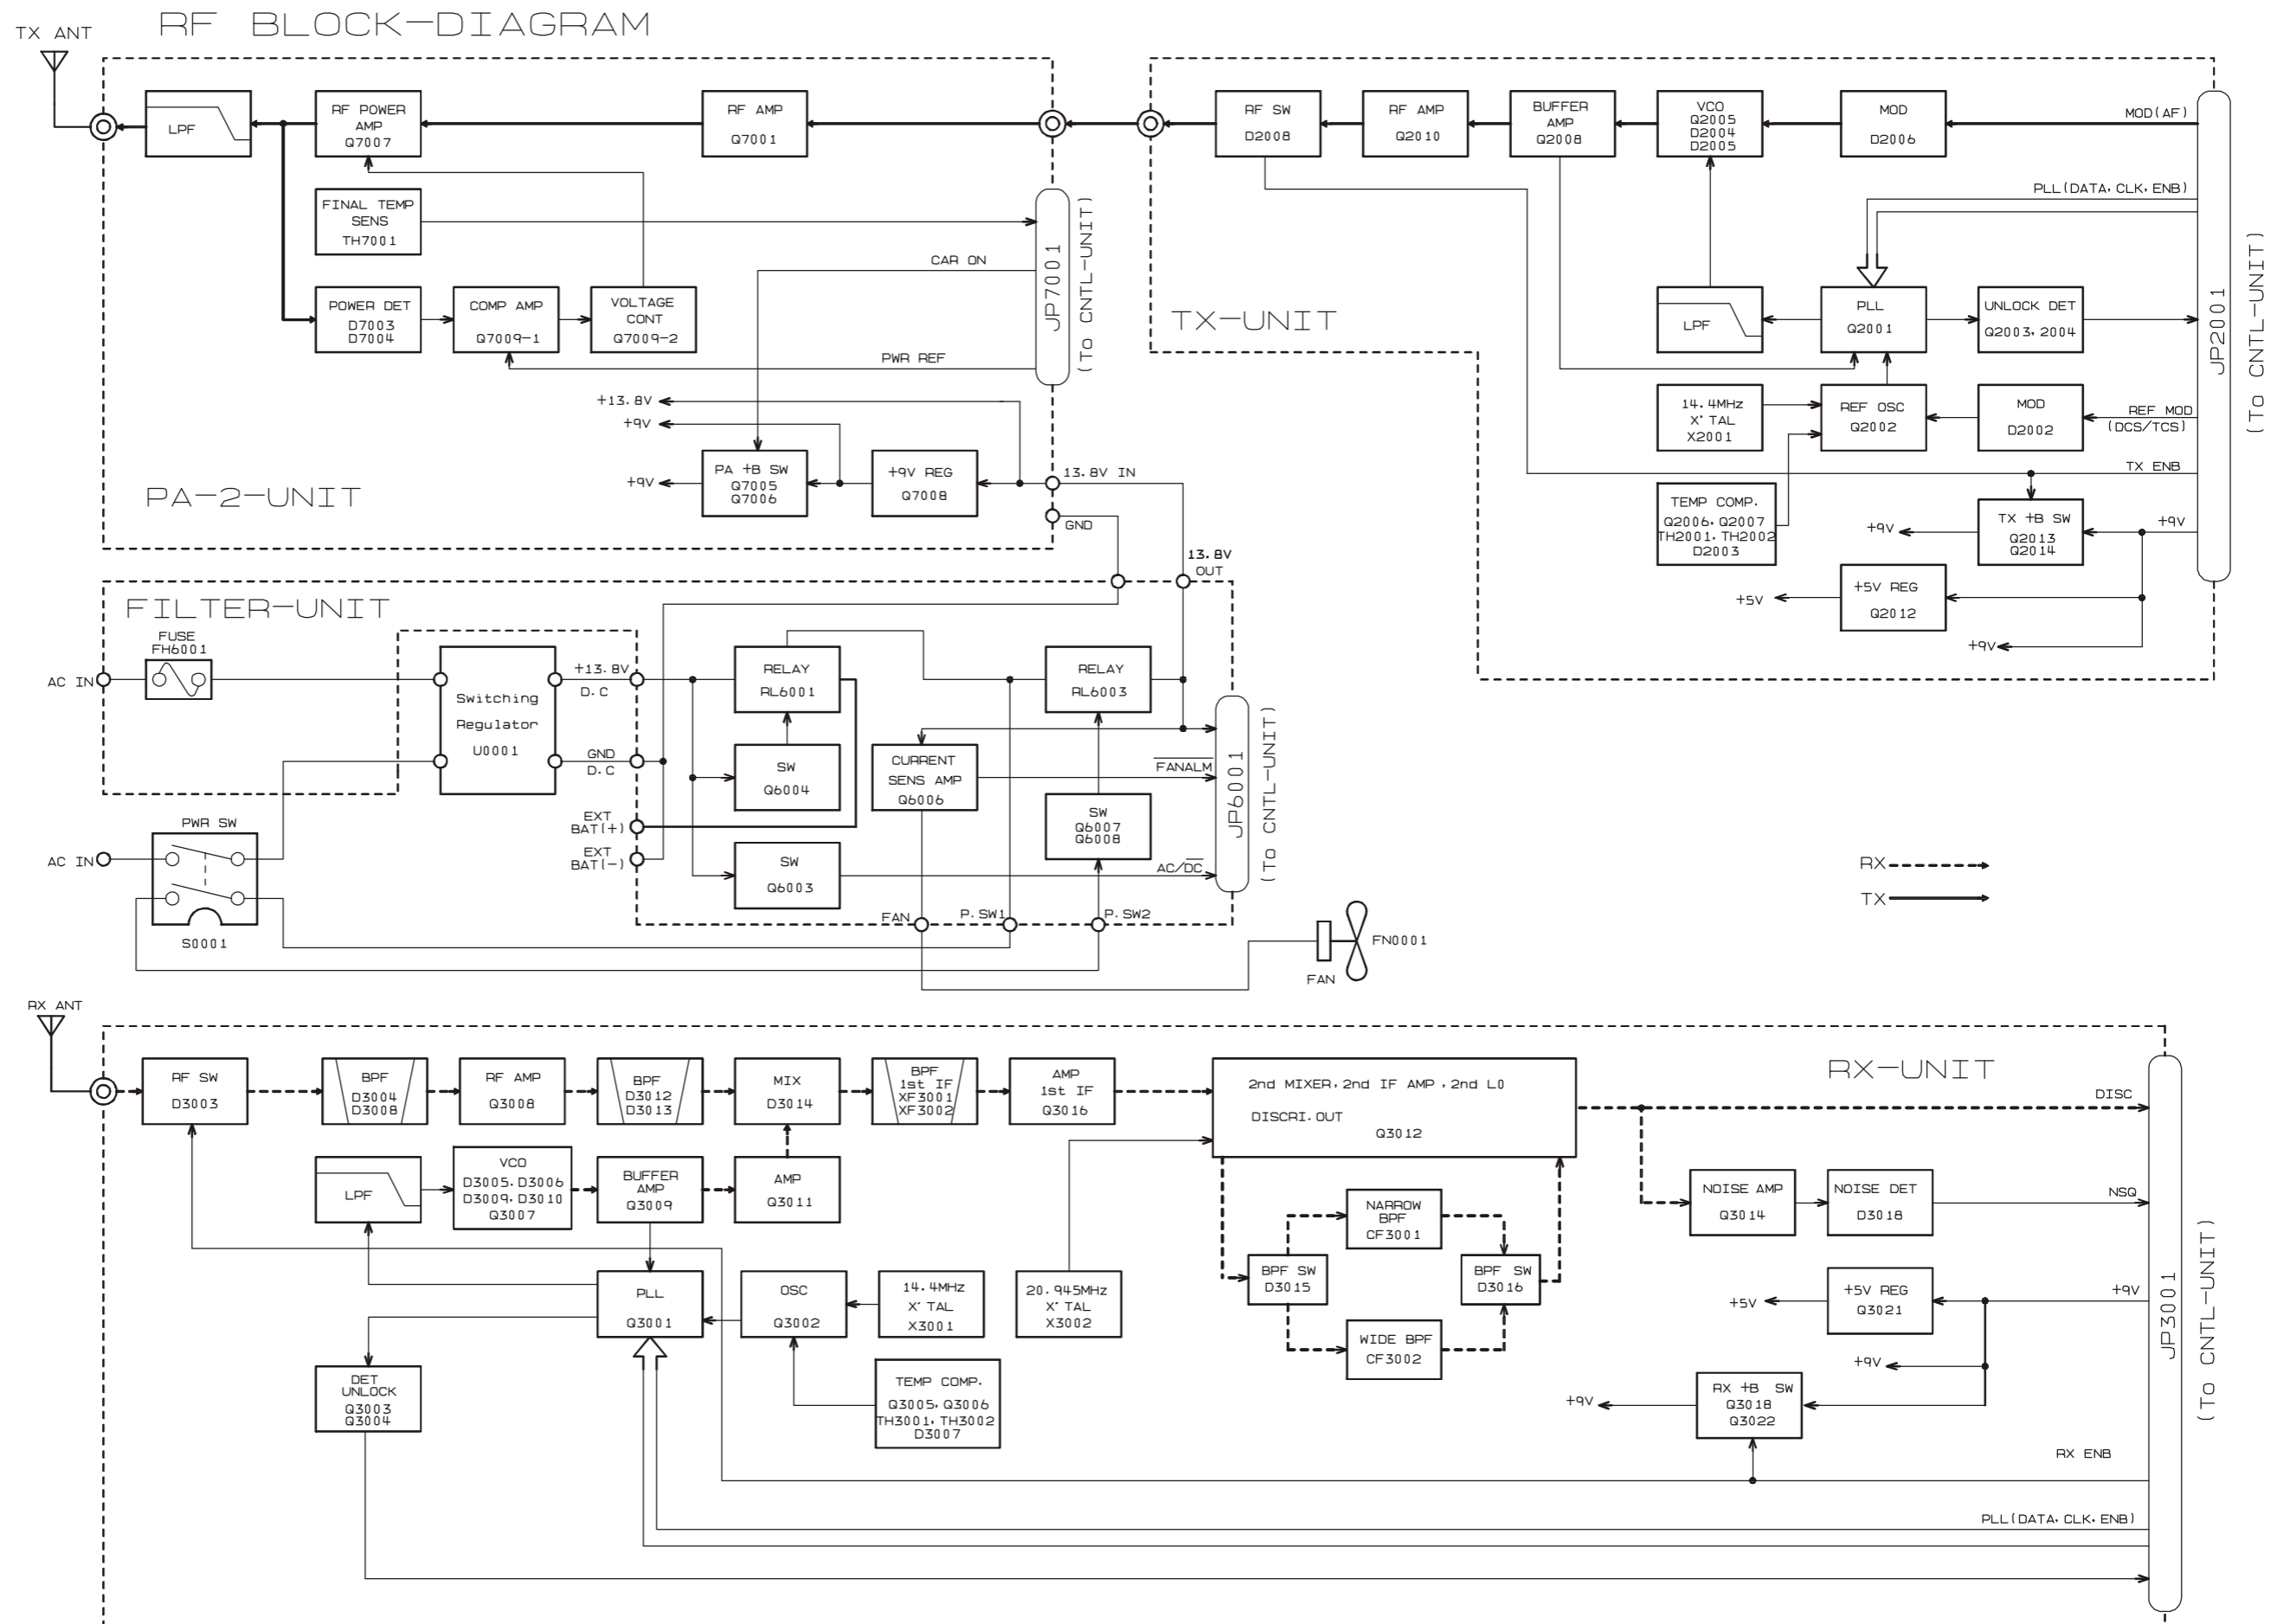 RF BLOCK-DIAGRAM
TX ANT
LPF
RF POWER
AMP
Q7007
RF AMP
Q7001
FINAL TEMP
SENS
TH7001
POWER DET
D7003
D7004
COMP AMP
Q7009-1
VOLTAGE
CONT
Q7009-2
CAR ON
PWR REF
JP7001
(TO CNTL-UNIT)
+13.8V
+9V
+9V
PA +B SW
Q7005
Q7006
+9V REG
Q7008
13.8V IN
GND
PA-2-UNIT
RF SW
D2008
RF AMP
Q2010
BUFFER
AMP
Q2008
VCO
Q2005
D2004
D2005
MOD
D2006
MOD(AF)
PLL(DATA, CLK, ENB)
TX-UNIT
LPF
PLL
Q2001
UNLOCK DET
Q2003, 2004
14.4MHz
X'TAL
X2001
REF OSC
Q2002
MOD
D2002
REF MOD
(DCS/TCS)
TX ENB
TEMP COMP.
Q2006, Q2007
TH2001, TH2002
D2003
+9V
TX +B SW
Q2013
Q2014
+9V
+5V
+5V REG
Q2012
+9V
JP2001
(TO CNTL-UNIT)
13.8V
OUT
FILTER-UNIT
FUSE
FH6001
AC IN
Switching
Regulator
U0001
+13.8V
D.C
GND
D.C
RELAY
RL6001
RELAY
RL6003
SW
Q6004
CURRENT
SENS AMP
Q6006
FANALM
SW
Q6007
Q6008
EXT
BAT(+)
EXT
BAT(-)
SW
Q6003
AC/DC
JP6001
(TO CNTL-UNIT)
PWR SW
AC IN
S0001
FAN
P.SW1
P.SW2
FN0001
FAN
RX
TX
RX ANT
RX-UNIT
RF SW
D3003
BPF
D3004
D3008
RF AMP
Q3008
BPF
D3012
D3013
MIX
D3014
BPF
1st IF
XF3001
XF3002
AMP
1st IF
Q3016
2nd MIXER, 2nd IF AMP , 2nd LO
DISCRI.OUT
Q3012
DISC
LPF
VCO
D3005, D3006
D3009, D3010
Q3007
BUFFER
AMP
Q3009
AMP
Q3011
NARROW
BPF
CF3001
BPF SW
D3015
BPF SW
D3016
WIDE BPF
CF3002
NOISE AMP
Q3014
NOISE DET
D3018
NSQ
PLL
Q3001
OSC
Q3002
14.4MHz
X'TAL
X3001
20.945MHz
X'TAL
X3002
+5V
+5V REG
Q3021
+9V
+9V
DET
UNLOCK
Q3003
Q3004
TEMP COMP.
Q3005, Q3006
TH3001, TH3002
D3007
+9V
RX +B SW
Q3018
Q3022
RX ENB
PLL(DATA, CLK, ENB)
JP3001
(TO CNTL-UNIT)